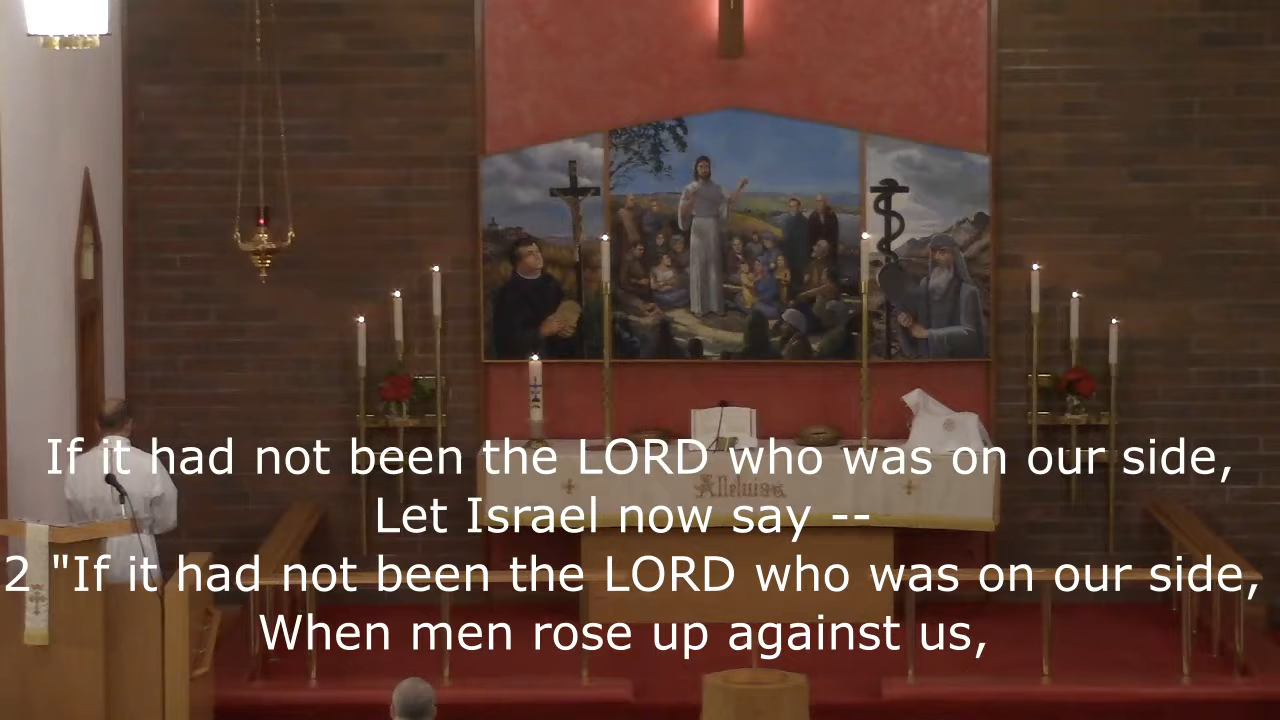 If it had not been the LORD who was on our side,
Alleluia
Let Israel now say --
2 "If it had not been the LORD who was on our side,
When men rose up against us,